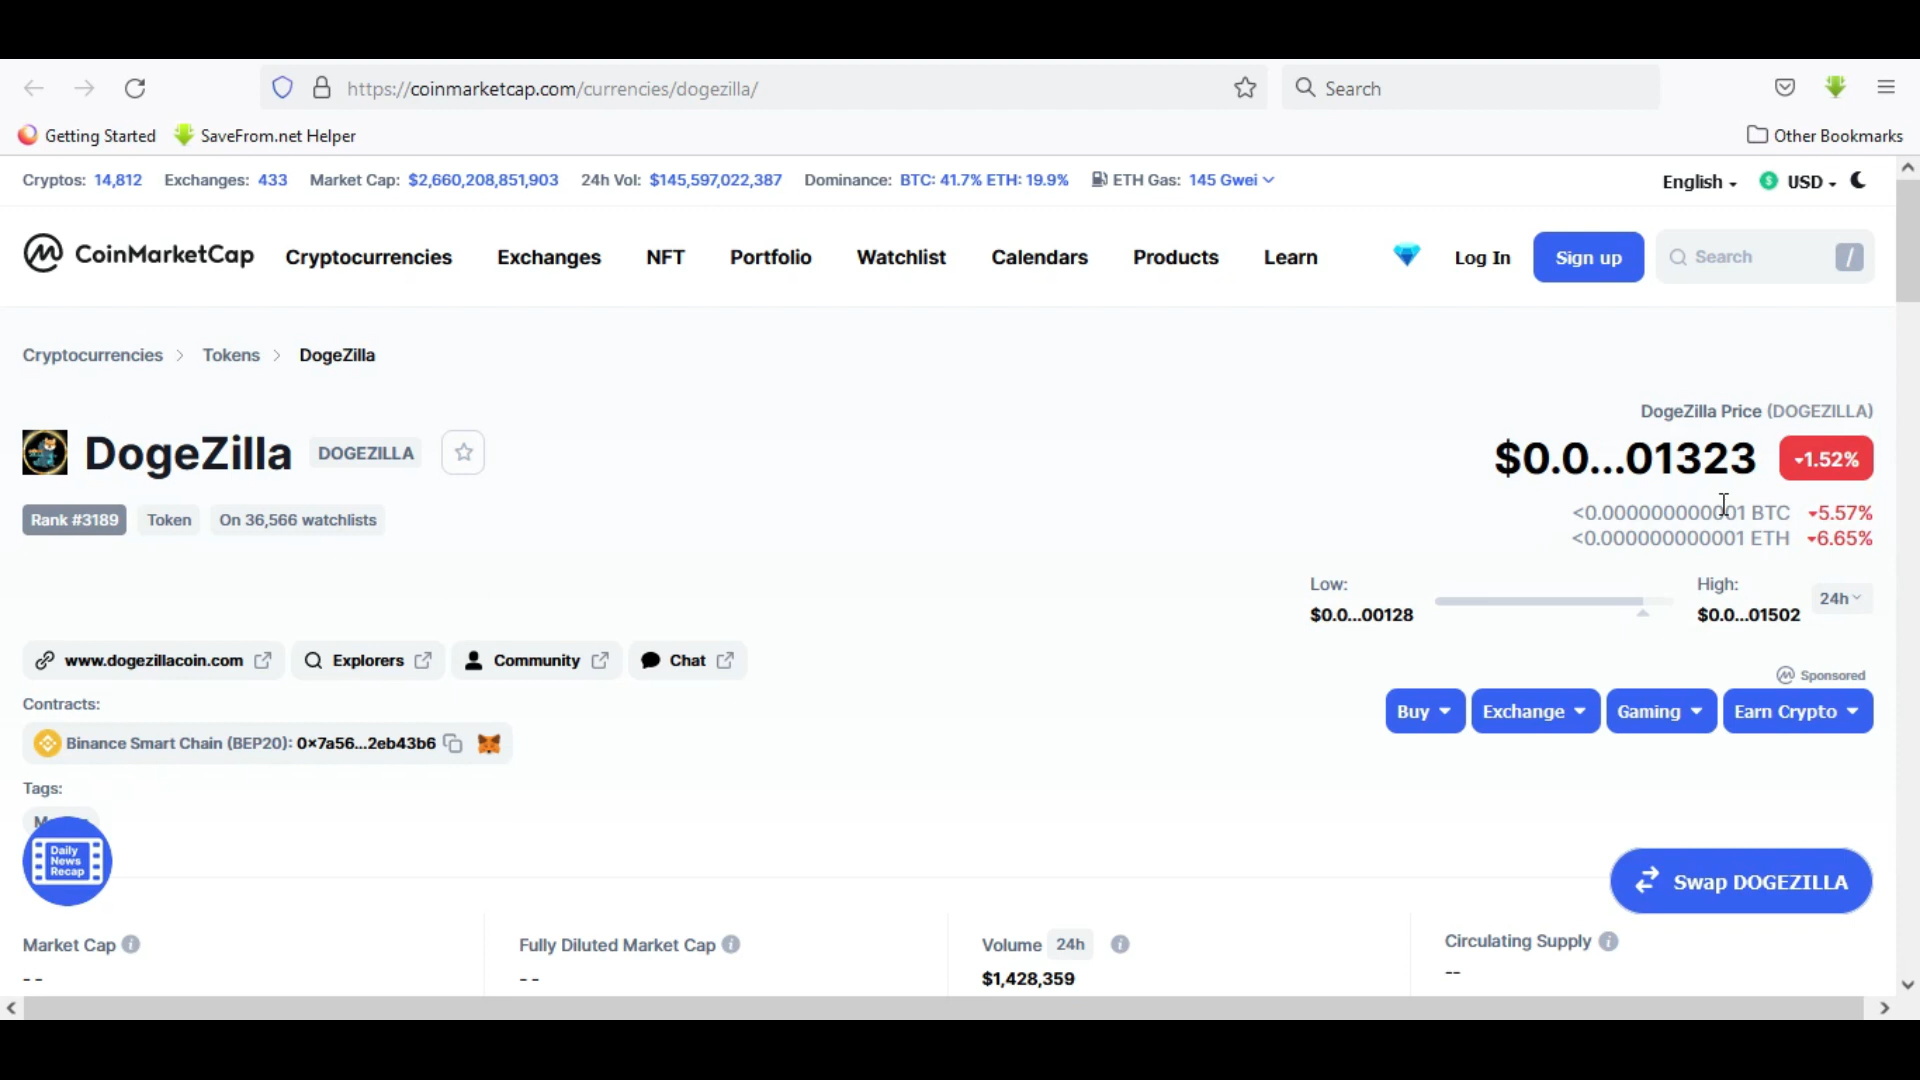 https://coinmarketcap.com/currencies/dogezilla/
Search
Getting Started
SaveFrom.net Helper
Other Bookmarks
Cryptos: 14,812 Exchanges: 433 Market Cap: $2,660,208,851,903 24h Vol: $145,597,022,387 Dominance: BTC: 41.7% ETH: 19.9% ETH Gas: 145 Gwei
English USD
CoinMarketCap Cryptocurrencies Exchanges NFT Portfolio Watchlist Calendars Products Learn Log In Sign up Search /
Cryptocurrencies > Tokens > DogeZilla
DogeZilla Price (DOGEZILLA)
DogeZilla DOGEZILLA
$0.0...01323 1.52%
Rank #3189 Token On 36,566 watchlists
<0.000000000001 BTC 5.57%
<0.000000000001 ETH 6.65%
Low: High:
$0.0...00128 $0.0...01502 24h
www.dogezillacoin.com Explorers Community Chat
Sponsored
Contracts:
Buy Exchange Gaming Earn Crypto
Binance Smart Chain (BEP20): 0x7a56...2eb43b6
Tags:
Daily
News
Recap
Swap DOGEZILLA
Market Cap Fully Diluted Market Cap Volume 24h Circulating Supply
- - - - $1,428,359 --